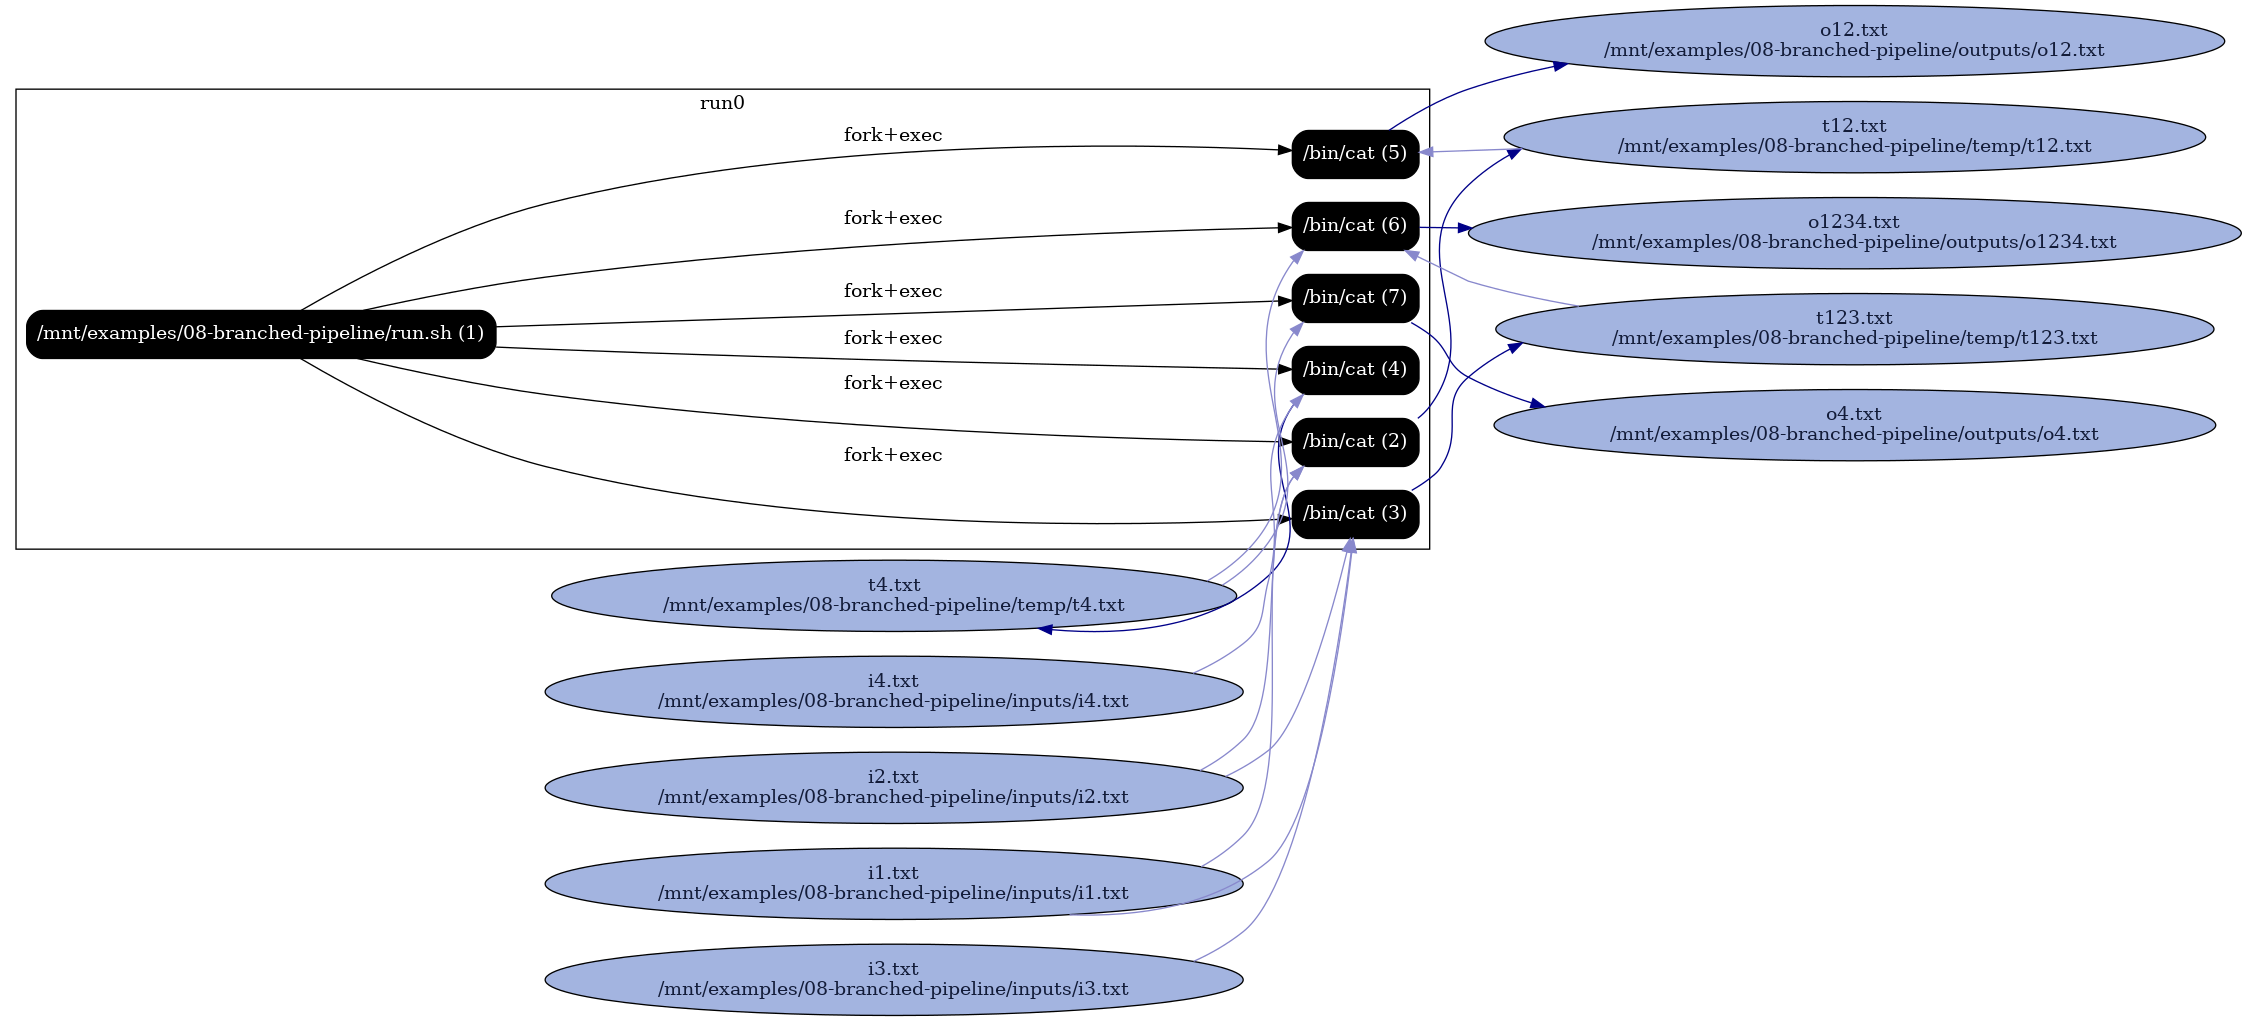 run0
/mnt/examples/08-branched-pipeline/run.sh (1)
fork+exec
fork+exec
fork+exec
fork+exec
fork+exec
fork+exec
/bin/cat (5)
/bin/cat (6)
/bin/cat (7)
/bin/cat (4)
/bin/cat (2)
/bin/cat (3)
o12.txt
/mnt/examples/08-branched-pipeline/outputs/o12.txt
t12.txt
/mnt/examples/08-branched-pipeline/temp/t12.txt
o1234.txt
/mnt/examples/08-branched-pipeline/outputs/o1234.txt
t123.txt
/mnt/examples/08-branched-pipeline/temp/t123.txt
o4.txt
/mnt/examples/08-branched-pipeline/outputs/o4.txt
t4.txt
/mnt/examples/08-branched-pipeline/temp/t4.txt
i4.txt
/mnt/examples/08-branched-pipeline/inputs/i4.txt
i2.txt
/mnt/examples/08-branched-pipeline/inputs/i2.txt
i1.txt
/mnt/examples/08-branched-pipeline/inputs/i1.txt
i3.txt
/mnt/examples/08-branched-pipeline/inputs/i3.txt